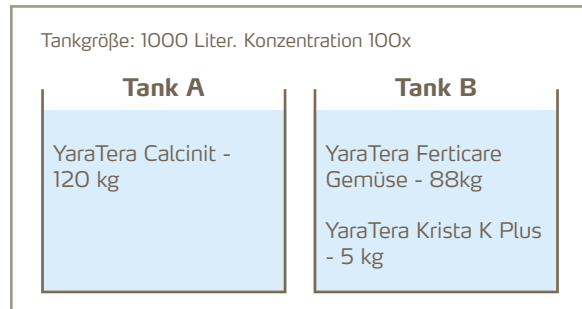 Tankgröße: 1000 Liter. Konzentration 100x
Tank A
YaraTera Calcinit -
120 kg
Tank B
YaraTera Ferticare
Gemüse - 88kg
YaraTera Krista K Plus
- 5 kg